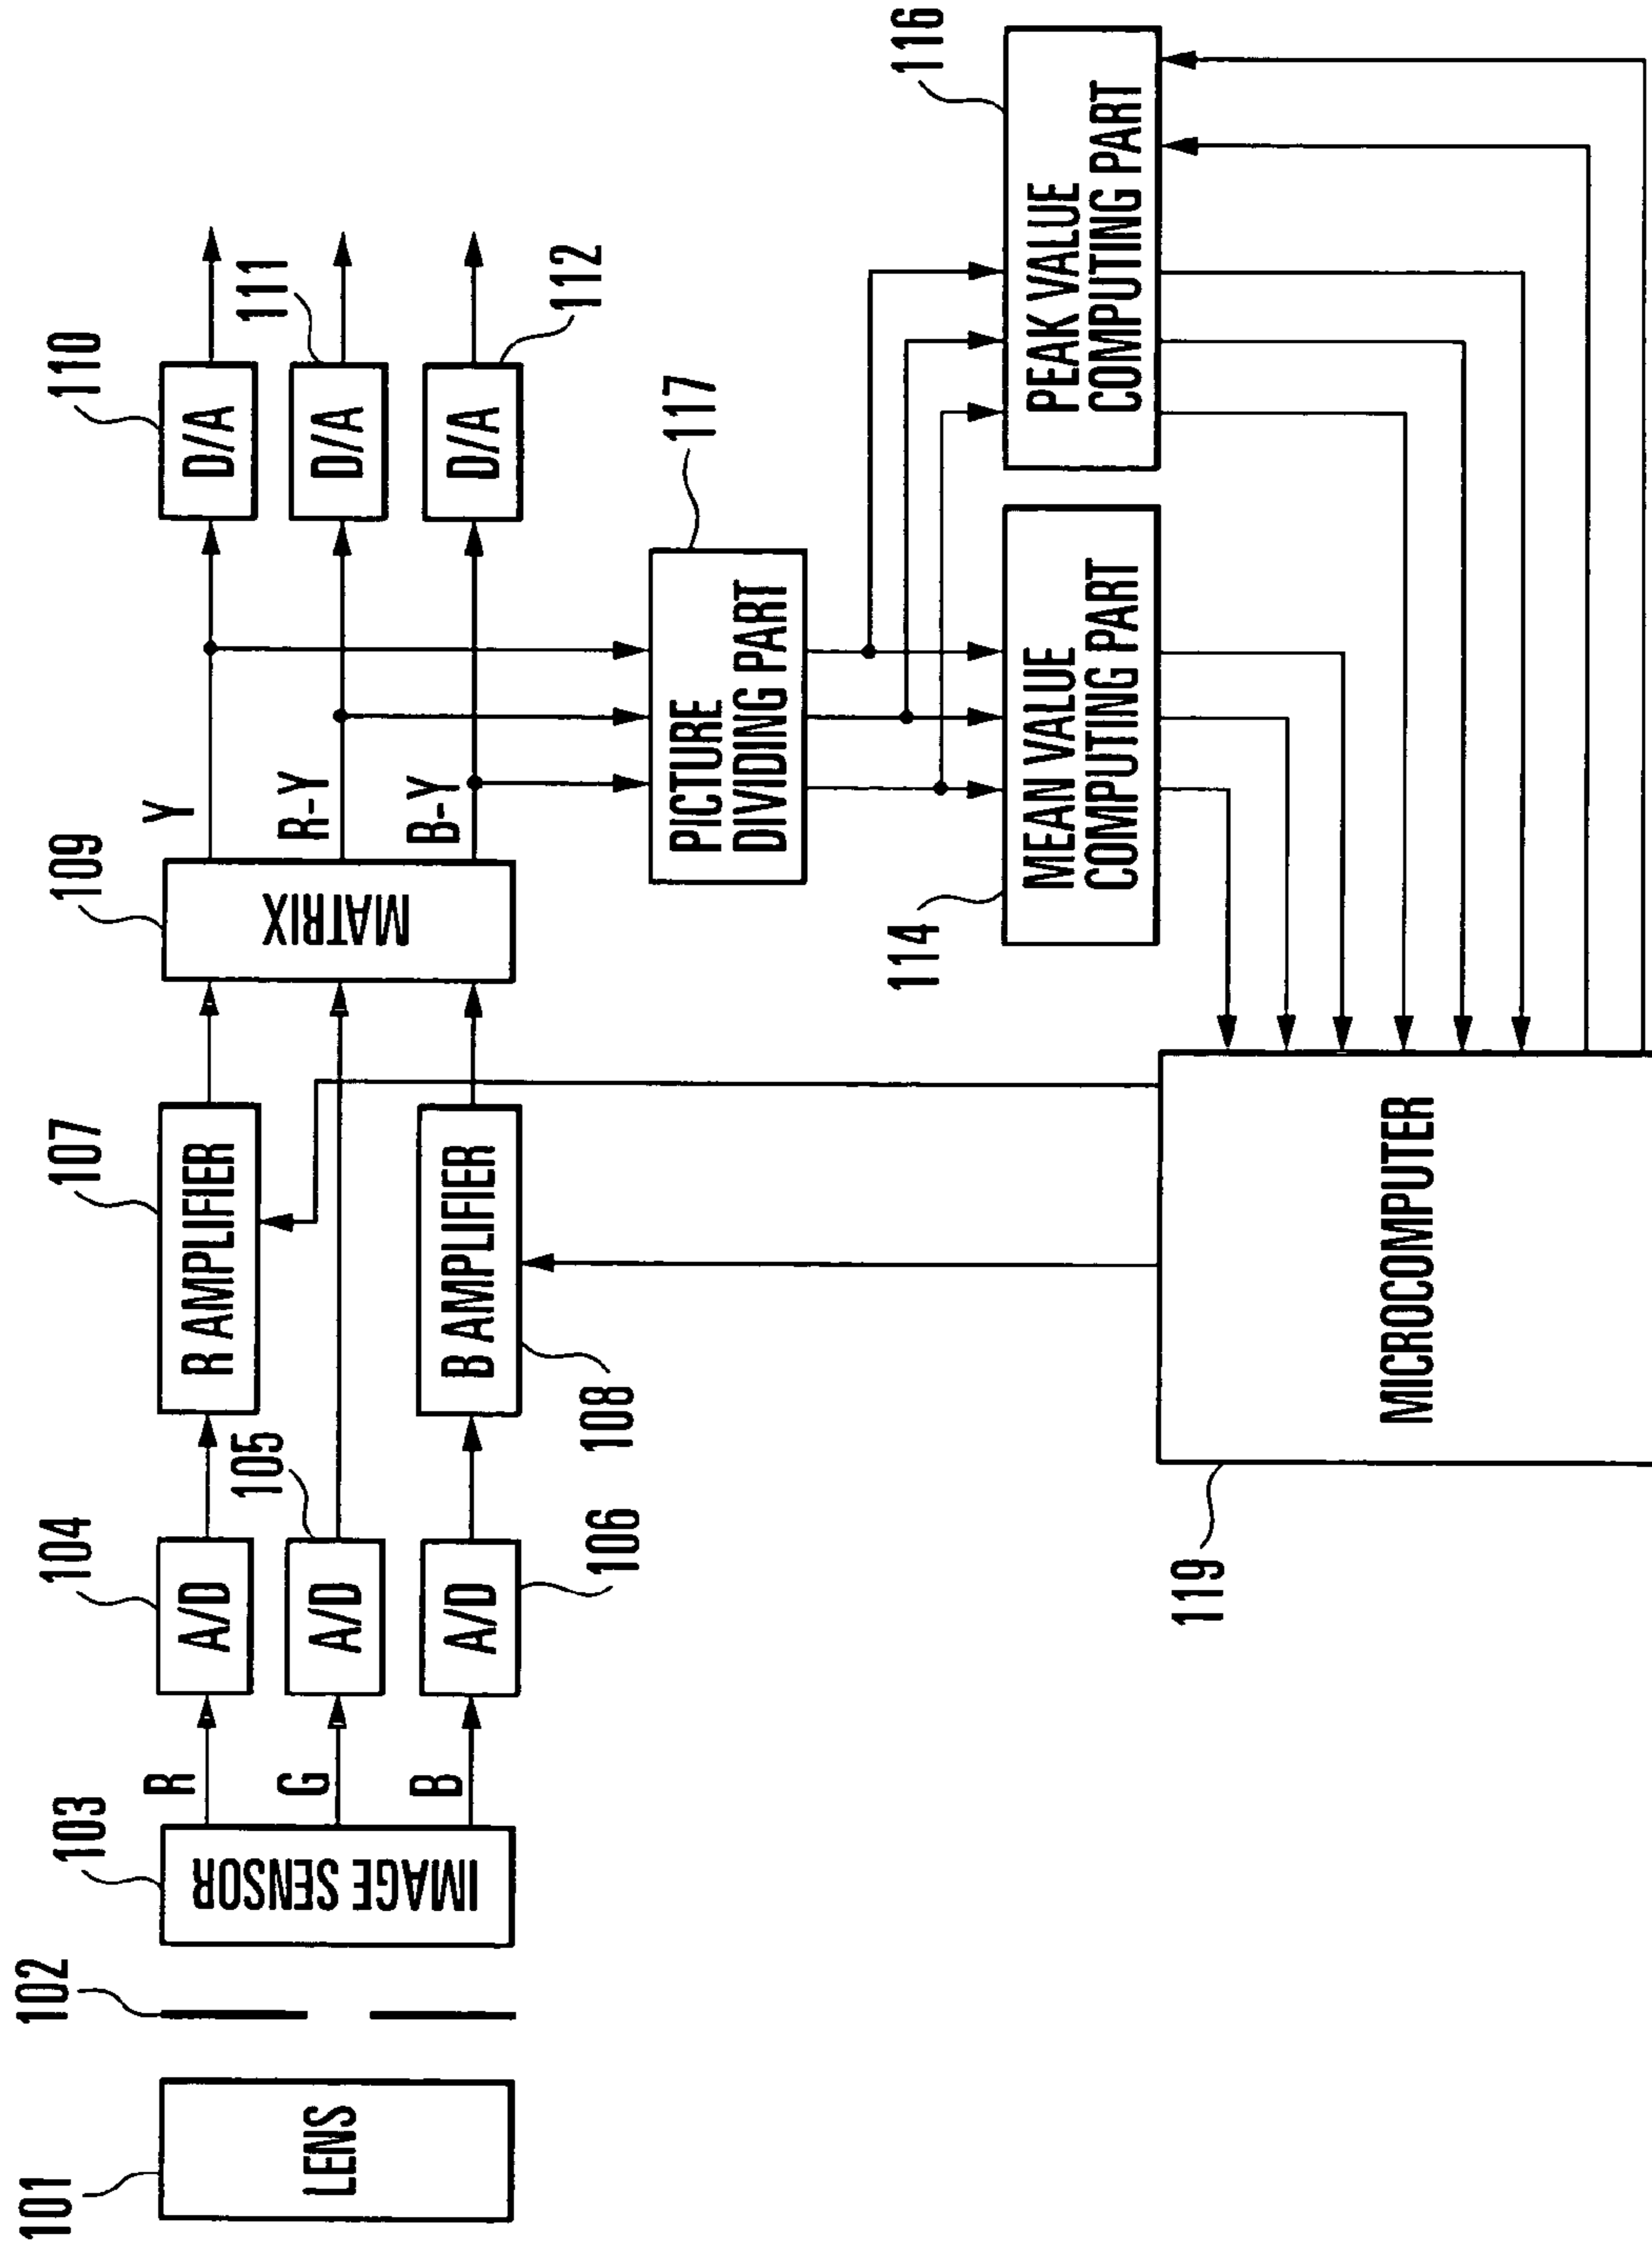 101
LENS
102
103
IMAGE SENSOR
R
G
B
104
A/D
105
A/D
106
A/D
107
R AMPLIFIER
108
B AMPLIFIER
109
MATRIX
Y
R-Y
B-Y
110
D/A
111
D/A
112
D/A
117
PICTURE
DIVIDING PART
114
MEAN VALUE
COMPUTING PART
116
PEAK VALUE
COMPUTING PART
119
MICROCOMPUTER